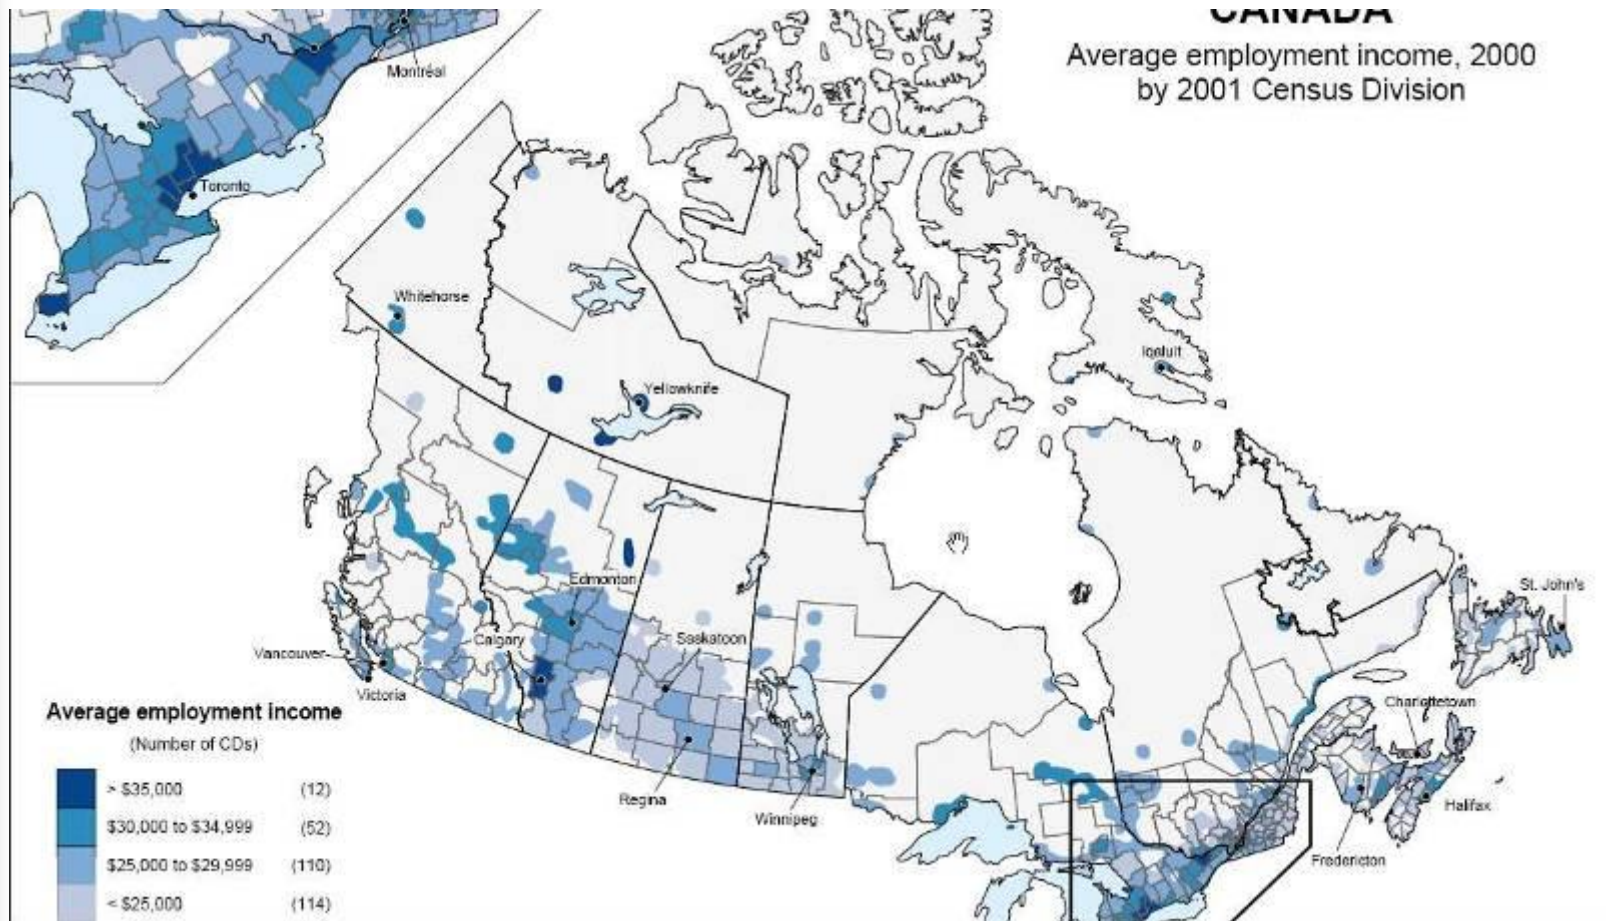 CANADA
Average employment income, 2000
by 2001 Census Division
Montréal
Toronto
Whitehorse
Yellowknife
Iqaluit
Edmonton
St. John's
Calgary
Saskatoon
Vancouver
Victoria
Charlottetown
Regina
Winnipeg
Halifax
Fredericton
Average employment income
(Number of CDs)
> $35,000 (12)
$30,000 to $34,999 (52)
$25,000 to $29,999 (110)
< $25,000 (114)